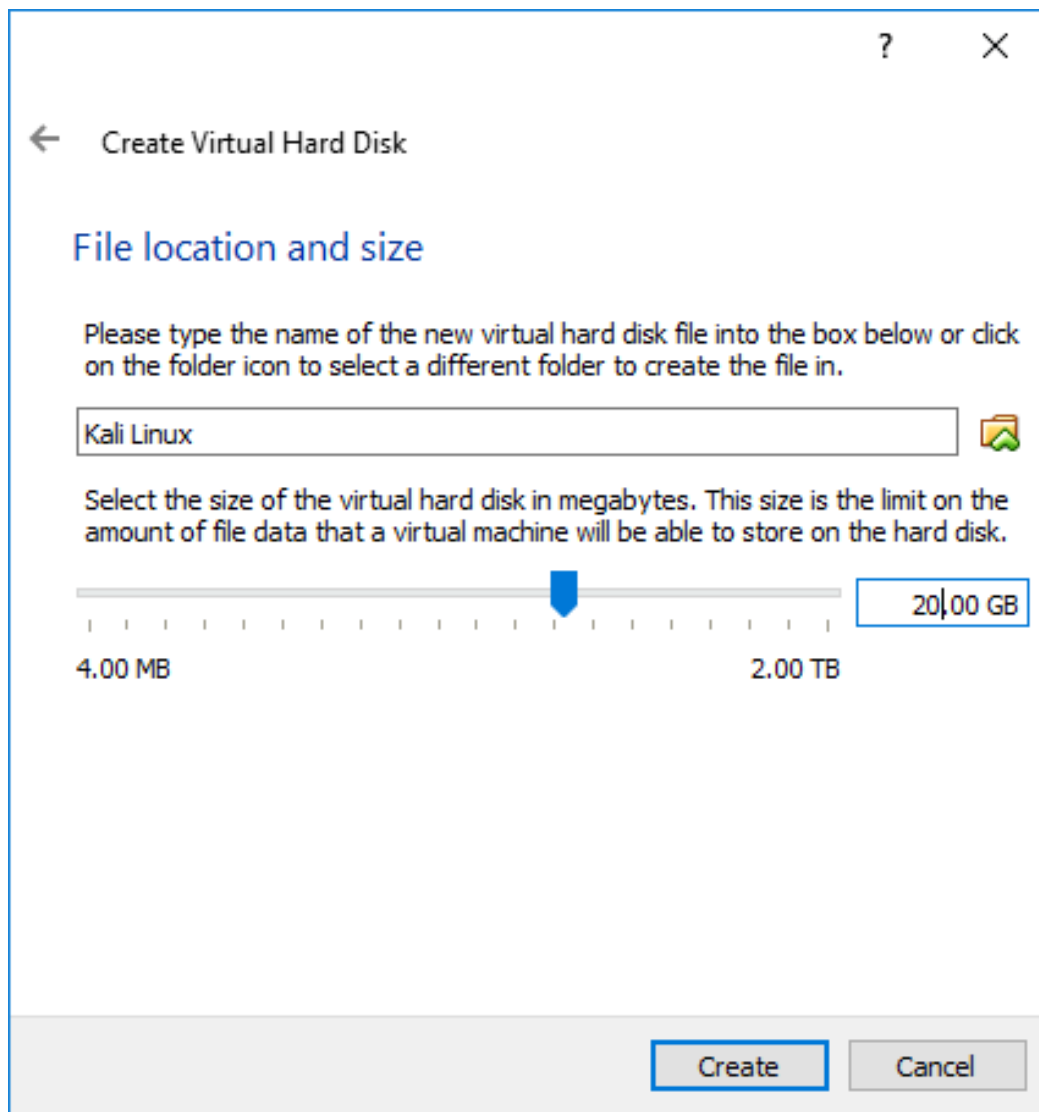 ?
Create Virtual Hard Disk
File location and size
Please type the name of the new virtual hard disk file into the box below or click
on the folder icon to select a different folder to create the file in.
Kali Linux
Select the size of the virtual hard disk in megabytes. This size is the limit on the
amount of file data that a virtual machine will be able to store on the hard disk.
20.00 GB
4.00 MB
2.00 TB
Create
Cancel